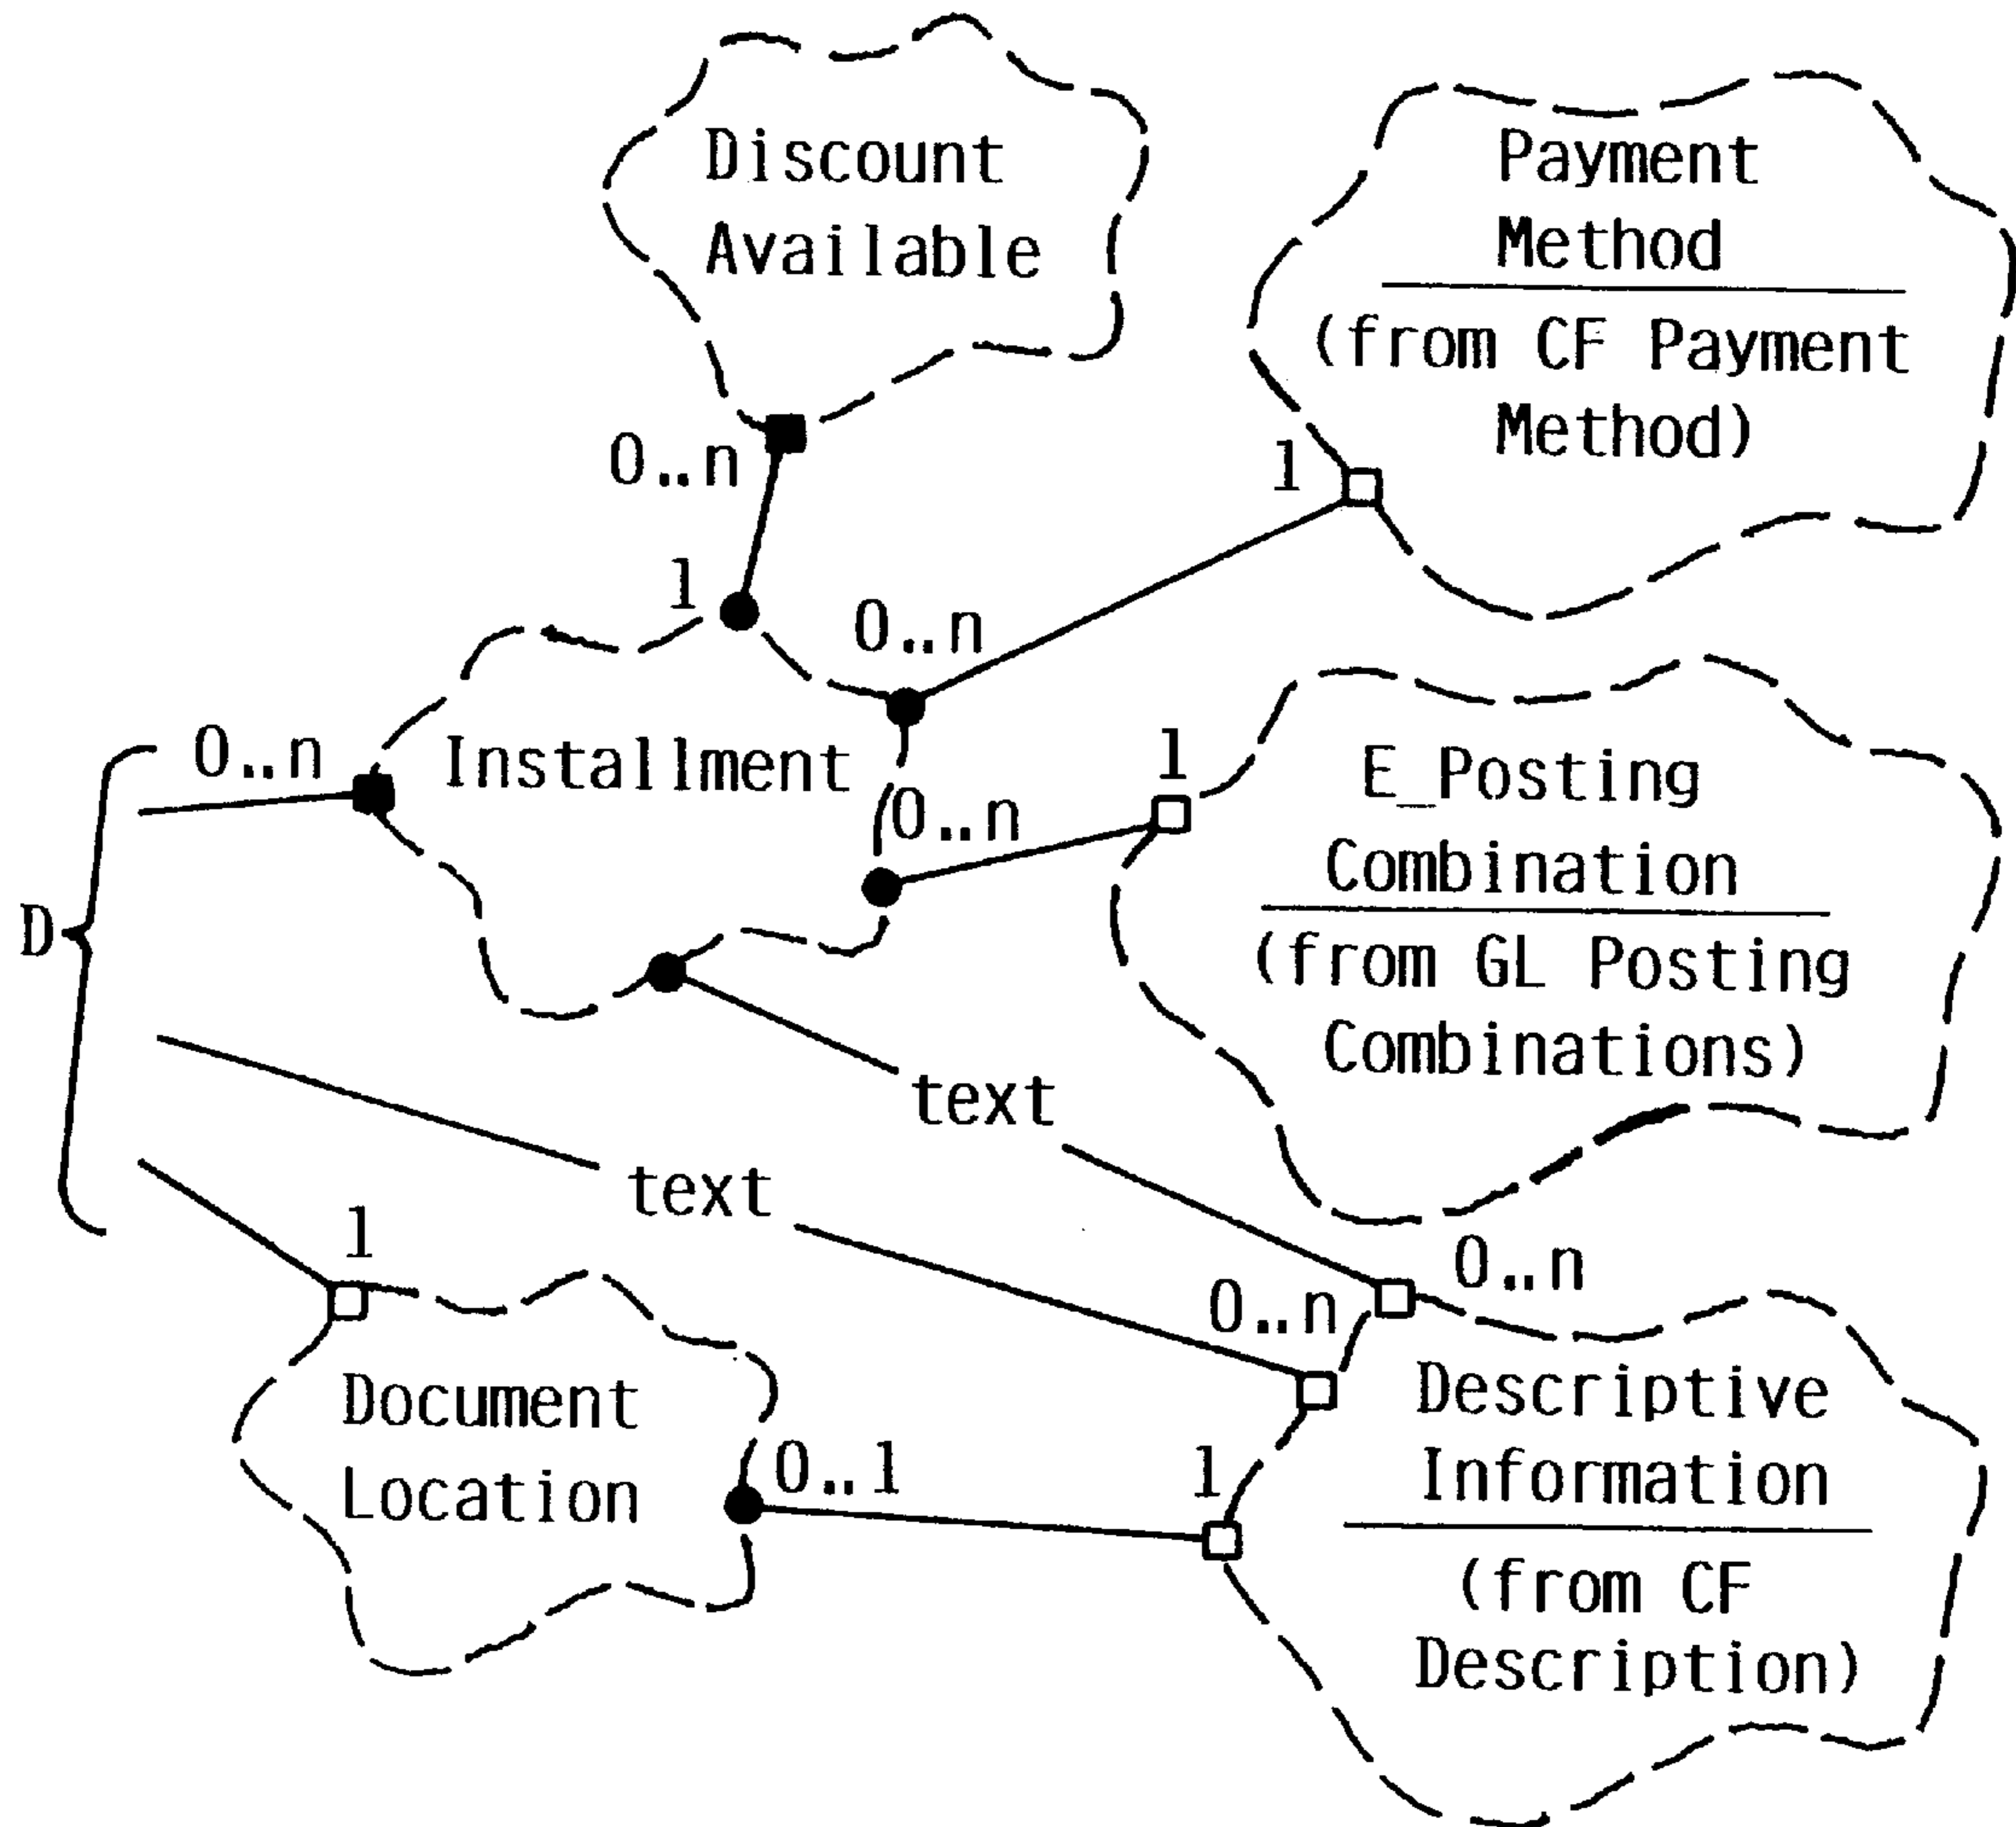 Discount
Available
Payment
Method
(from CF Payment
Method)
0..n
1
1
0..n
0..n
Installment
1
E_Posting
Combination
(from GL Posting
Combinations)
0..n
D
text
text
1
0..n
0..n
Document
Location
0..1
1
Descriptive
Information
(from CF
Description)